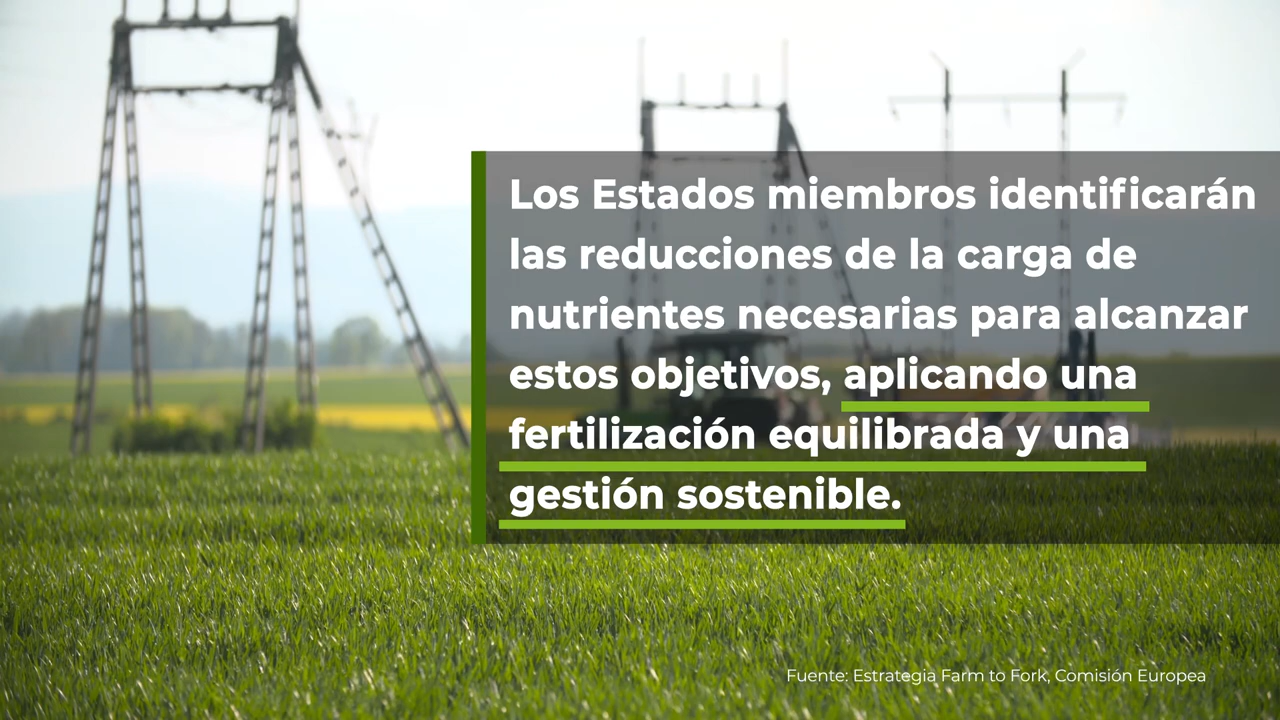 Los Estados miembros identificarán
las reducciones de la carga de
nutrientes necesarias para alcanzar
estos objetivos, aplicando una
fertilización equilibrada y una
gestión sostenible.
Fuente: Estrategia Farm to Fork, Comisión Europea